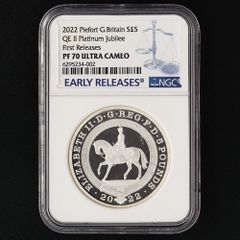 2022 Piefort G.Britain S£5
QE II Platinum Jubilee
First Releases
PF 70 ULTRA CAMEO
6295234-002
EARLY RELEASES
NGC
ELIZABETH II · D · G · REG · F · D · 5 POUNDS
· 2022 ·